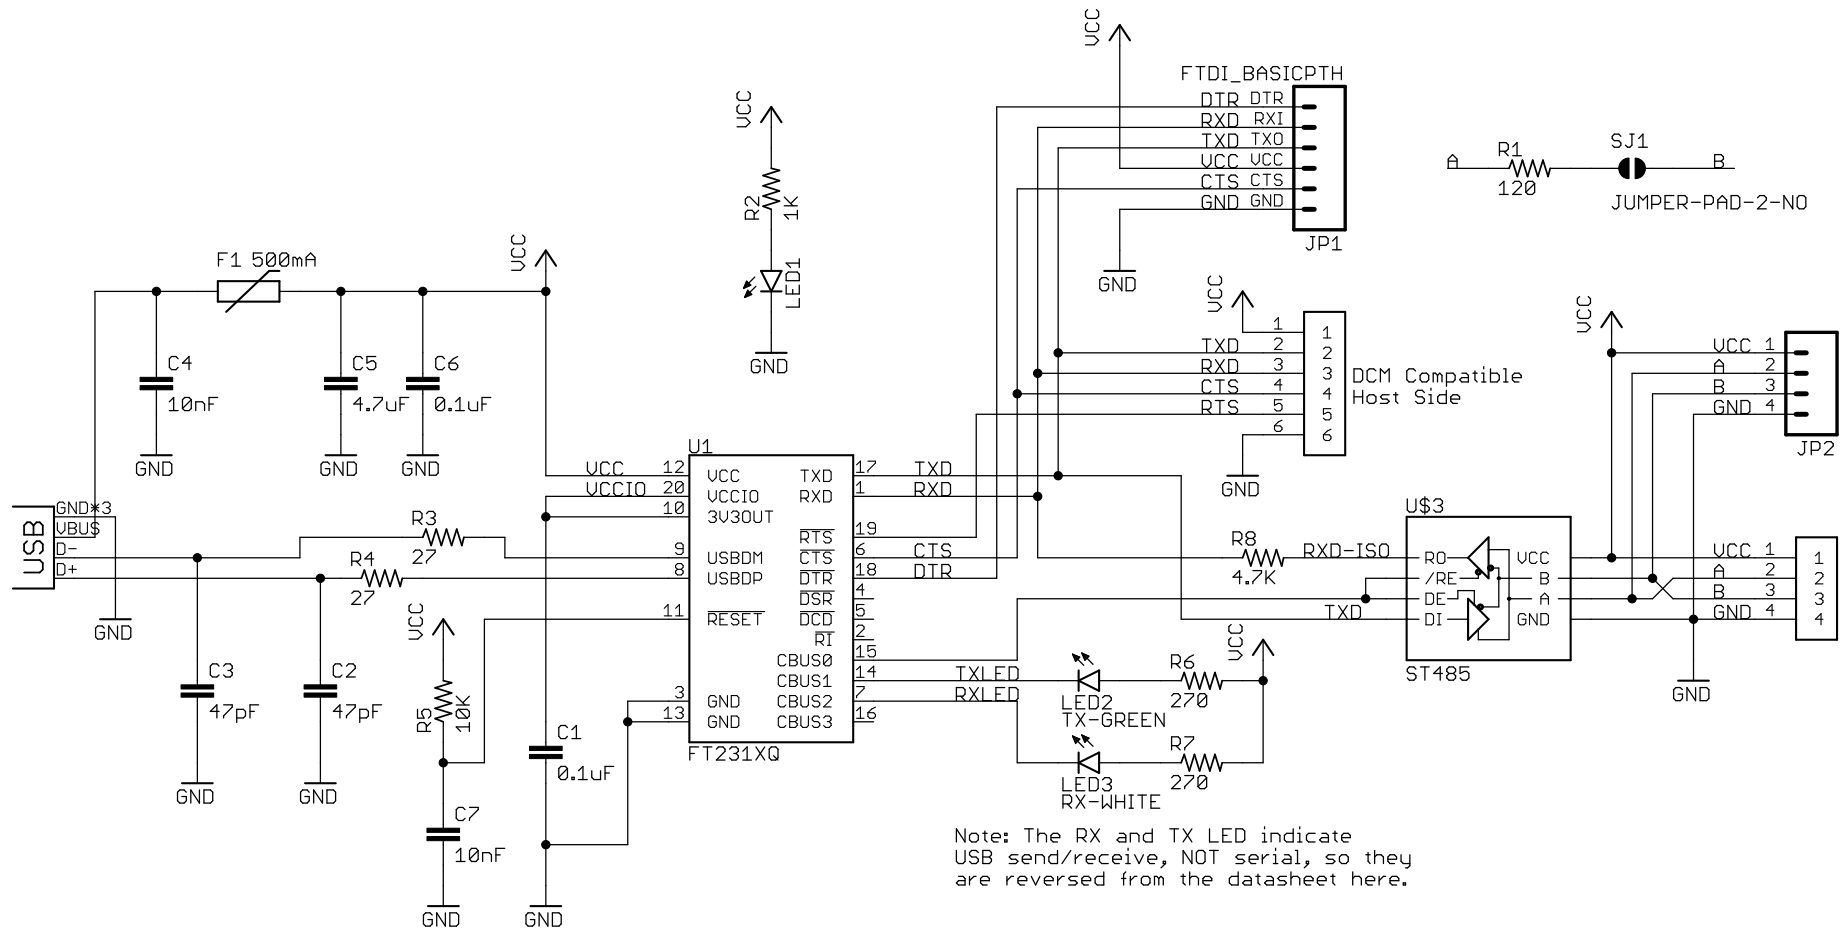 VCC
FTDI_BASICPTH
DTR DTR
RXD RXI
TXD TXO
VCC VCC
CTS CTS
GND GND
JP1
GND
A
R1
120
SJ1
B
JUMPER-PAD-2-NO
VCC
R2
1K
LED1
GND
F1 500mA
VCC
C4
10nF
GND
C5
4.7uF
GND
C6
0.1uF
GND
VCC
1 1
TXD 2 2
RXD 3 3
CTS 4 4
RTS 5 5
6 6
GND
DCM Compatible
Host Side
VCC
VCC 1
A 2
B 3
GND 4
JP2
USB
GND*3
VBUS
D-
D+
GND
R3
27
R4
27
C3
47pF
GND
C2
47pF
GND
VCC
R5
10K
C7
10nF
GND
C1
0.1uF
GND
U1
VCC 12 VCC
VCCIO 20 VCCIO
10 3V3OUT
9 USBDM
8 USBDP
11 RESET
3 GND
13 GND
TXD 17 TXD
RXD 1 RXD
RTS 19
CTS 6 CTS
DTR 18 DTR
DSR 4
DCD 5
RI 2
CBUS0 15
CBUS1 14 TXLED
CBUS2 7 RXLED
CBUS3 16
FT231XQ
LED2
TX-GREEN
R6
270
VCC
LED3
RX-WHITE
R7
270
R8
4.7K
RXD-ISO
TXD
U$3
RO VCC
/RE B
DE A
DI GND
ST485
VCC 1 1
A 2 2
B 3 3
GND 4 4
GND
Note: The RX and TX LED indicate
USB send/receive, NOT serial, so they
are reversed from the datasheet here.